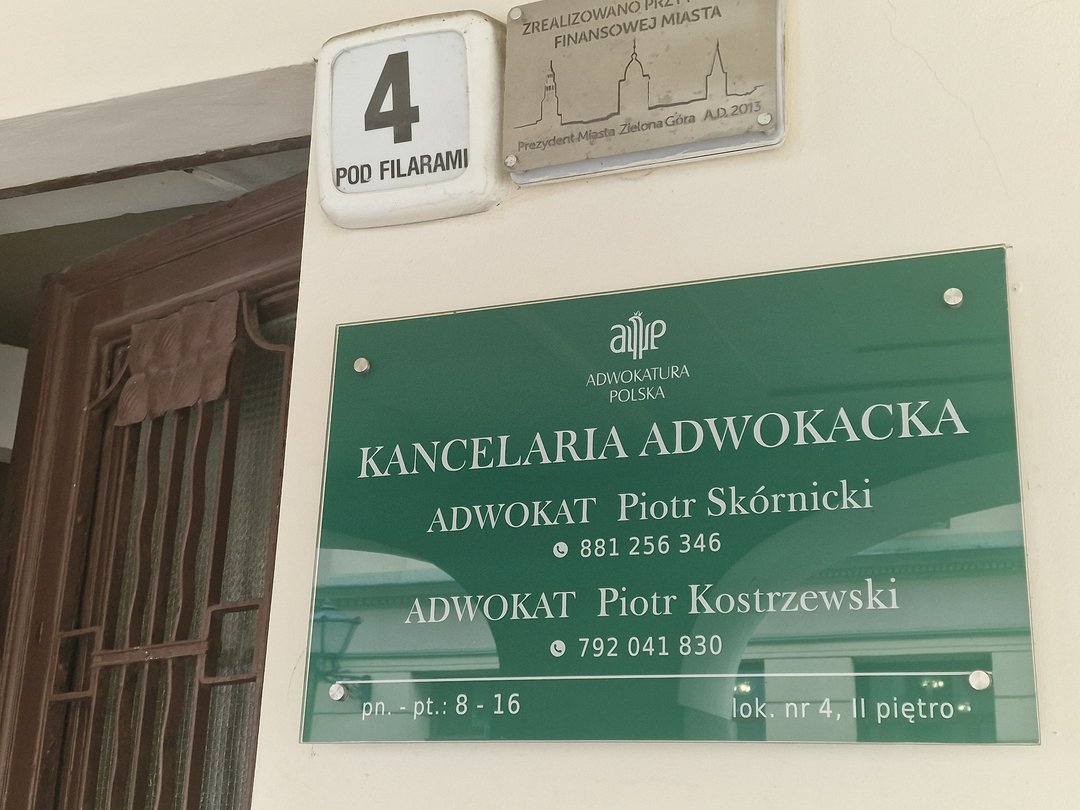 4
POD FILARAMI
ZREALIZOWANO PRZY
FINANSOWEJ MIASTA
Prezydent Miasta Zielona Góra A.D. 2013
ADWOKATURA
POLSKA
KANCELARIA ADWOKACKA
ADWOKAT Piotr Skórnicki
881 256 346
ADWOKAT Piotr Kostrzewski
792 041 830
pn. - pt.: 8 - 16
lok. nr 4, II piętro